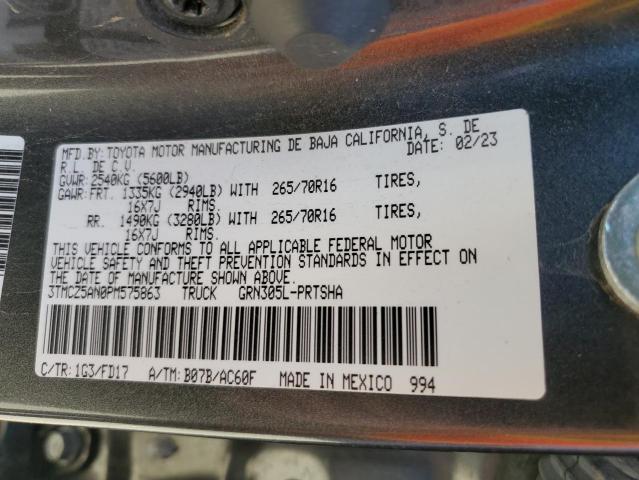 MFD.BY: TOYOTA MOTOR MANUFACTURING DE BAJA CALIFORNIA, S. DE
R.L. DE C.V. DATE: 02/23
GVWR: 2540KG (5600LB)
GAWR: FRT. 1335KG (2940LB) WITH 265/70R16 TIRES,
16X7J RIMS.
RR. 1490KG (3280LB) WITH 265/70R16 TIRES,
16X7J RIMS.
THIS VEHICLE CONFORMS TO ALL APPLICABLE FEDERAL MOTOR
VEHICLE SAFETY AND THEFT PREVENTION STANDARDS IN EFFECT ON
THE DATE OF MANUFACTURE SHOWN ABOVE.
3TMCZ5AN0PM575863 TRUCK GRN305L-PRTSHA
C/TR: 1G3/FD17 A/TM: B07B/AC60F MADE IN MEXICO 994